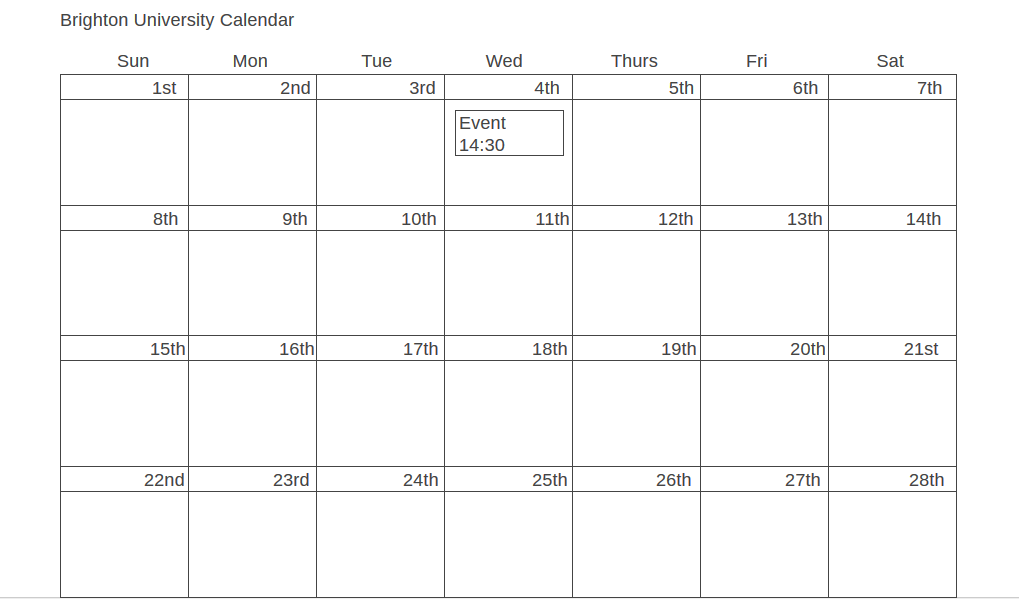 Brighton University Calendar
Sun Mon Tue Wed Thurs Fri Sat
1st 2nd 3rd 4th 5th 6th 7th
Event
14:30
8th 9th 10th 11th 12th 13th 14th
15th 16th 17th 18th 19th 20th 21st
22nd 23rd 24th 25th 26th 27th 28th